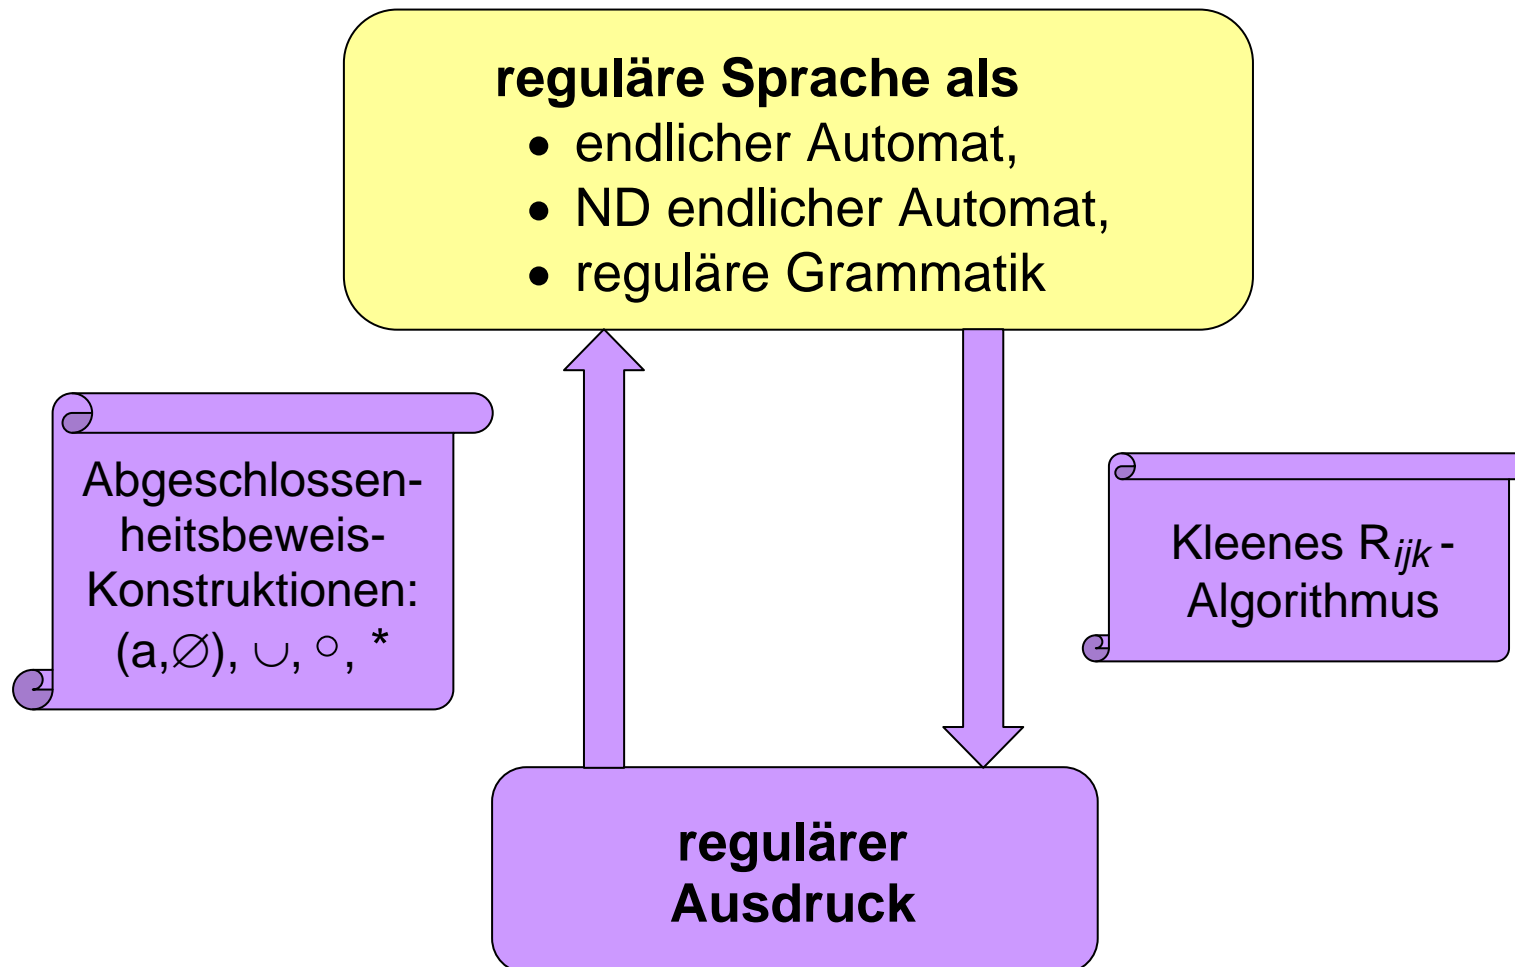 reguläre Sprache als
• endlicher Automat,
• ND endlicher Automat,
• reguläre Grammatik
Abgeschlossen-
heitsbeweis-
Konstruktionen:
(a,∅), ∪, ○, *
Kleenes Rijk -
Algorithmus
regulärer
Ausdruck